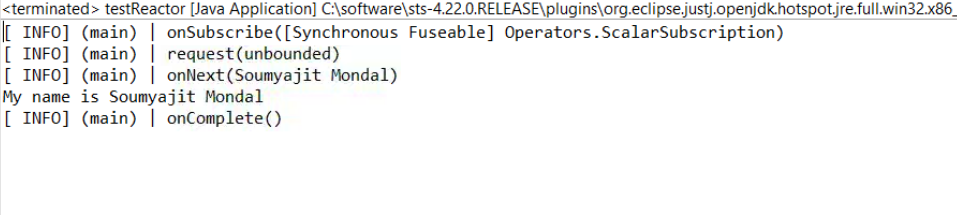 <terminated> testReactor [Java Application] C:\software\sts-4.22.0.RELEASE\plugins\org.eclipse.justj.openjdk.hotspot.jre.full.win32.x86_
[ INFO] (main) | onSubscribe([Synchronous Fuseable] Operators.ScalarSubscription)
[ INFO] (main) | request(unbounded)
[ INFO] (main) | onNext(Soumyajit Mondal)
My name is Soumyajit Mondal
[ INFO] (main) | onComplete()